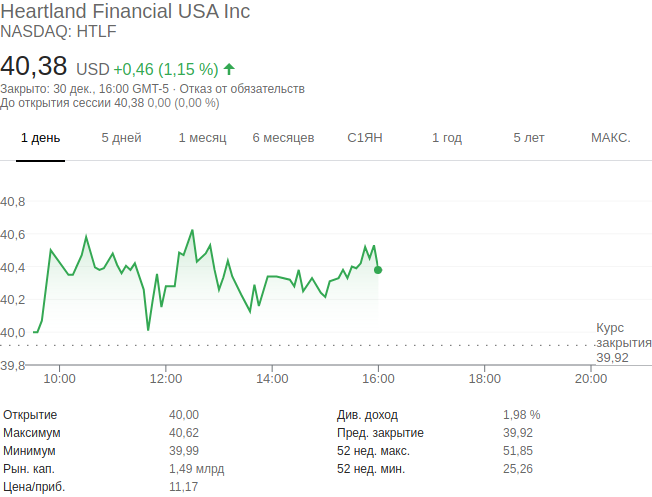 Heartland Financial USA Inc
NASDAQ: HTLF
40,38 USD +0,46 (1,15 %)
Закрыто: 30 дек., 16:00 GMT-5 · Отказ от обязательств
До открытия сессии 40,38 0,00 (0,00 %)
1 день 5 дней 1 месяц 6 месяцев С1ЯН 1 год 5 лет МАКС.
40,8
40,6
40,4
40,2
40,0
Курс
закрытия
39,92
39,8
10:00 12:00 14:00 16:00 18:00 20:00
Открытие 40,00 Див. доход 1,98 %
Максимум 40,62 Пред. закрытие 39,92
Минимум 39,99 52 нед. макс. 51,85
Рын. кап. 1,49 млрд 52 нед. мин. 25,26
Цена/приб. 11,17